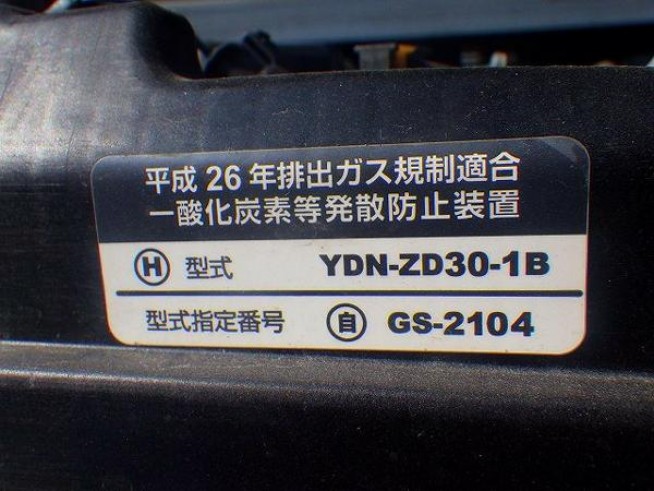 平成 26 年排出ガス規制適合
一酸化炭素等発散防止装置
Ⓗ 型式 YDN-ZD30-1B
型式指定番号 自 GS-2104